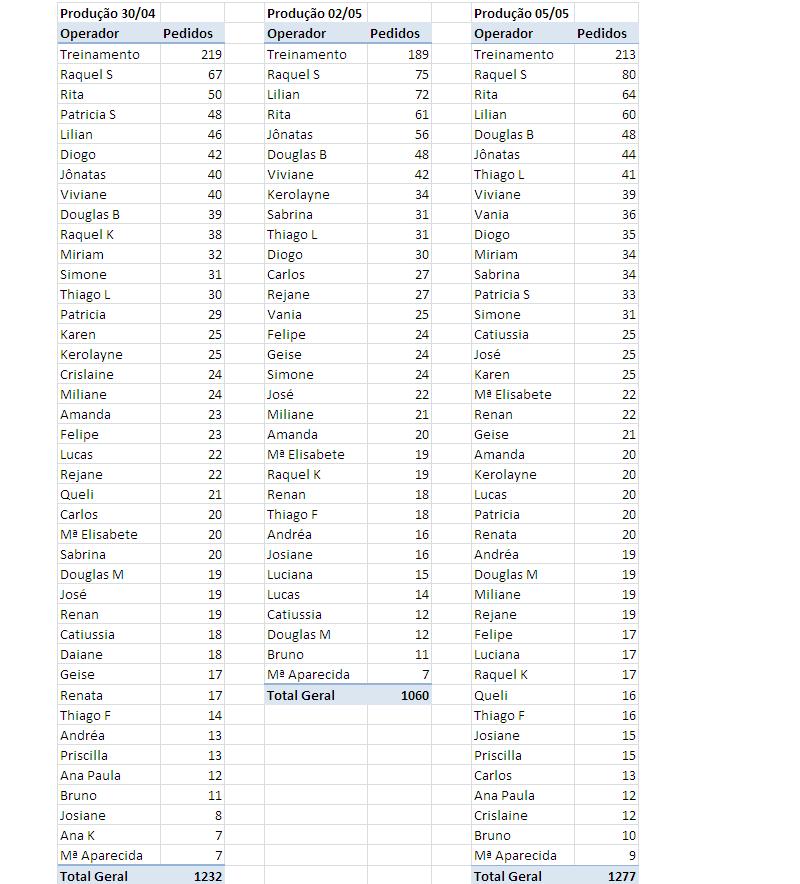 Produção 30/04 Produção 02/05 Produção 05/05
Operador Pedidos Operador Pedidos Operador Pedidos
Treinamento 219 Treinamento 189 Treinamento 213
Raquel S 67 Raquel S 75 Raquel S 80
Rita 50 Lilian 72 Rita 64
Patricia S 48 Rita 61 Lilian 60
Lilian 46 Jônatas 56 Douglas B 48
Diogo 42 Douglas B 48 Jônatas 44
Jônatas 40 Viviane 42 Thiago L 41
Viviane 40 Kerolayne 34 Viviane 39
Douglas B 39 Sabrina 31 Vania 36
Raquel K 38 Thiago L 31 Diogo 35
Miriam 32 Diogo 30 Miriam 34
Simone 31 Carlos 27 Sabrina 34
Thiago L 30 Rejane 27 Patricia S 33
Patricia 29 Vania 25 Simone 31
Karen 25 Felipe 24 Catiussia 25
Kerolayne 25 Geise 24 José 25
Crislaine 24 Simone 24 Karen 25
Miliane 24 José 22 Mª Elisabete 22
Amanda 23 Miliane 21 Renan 22
Felipe 23 Amanda 20 Geise 21
Lucas 22 Mª Elisabete 19 Amanda 20
Rejane 22 Raquel K 19 Kerolayne 20
Queli 21 Renan 18 Lucas 20
Carlos 20 Thiago F 18 Patricia 20
Mª Elisabete 20 Andréa 16 Renata 20
Sabrina 20 Josiane 16 Andréa 19
Douglas M 19 Luciana 15 Douglas M 19
José 19 Lucas 14 Miliane 19
Renan 19 Catiussia 12 Rejane 19
Catiussia 18 Douglas M 12 Felipe 17
Daiane 18 Bruno 11 Luciana 17
Geise 17 Mª Aparecida 7 Raquel K 17
Renata 17 Total Geral 1060 Queli 16
Thiago F 14 Thiago F 16
Andréa 13 Josiane 15
Priscilla 13 Priscilla 15
Ana Paula 12 Carlos 13
Bruno 11 Ana Paula 12
Josiane 8 Crislaine 12
Ana K 7 Bruno 10
Mª Aparecida 7 Mª Aparecida 9
Total Geral 1232 Total Geral 1277